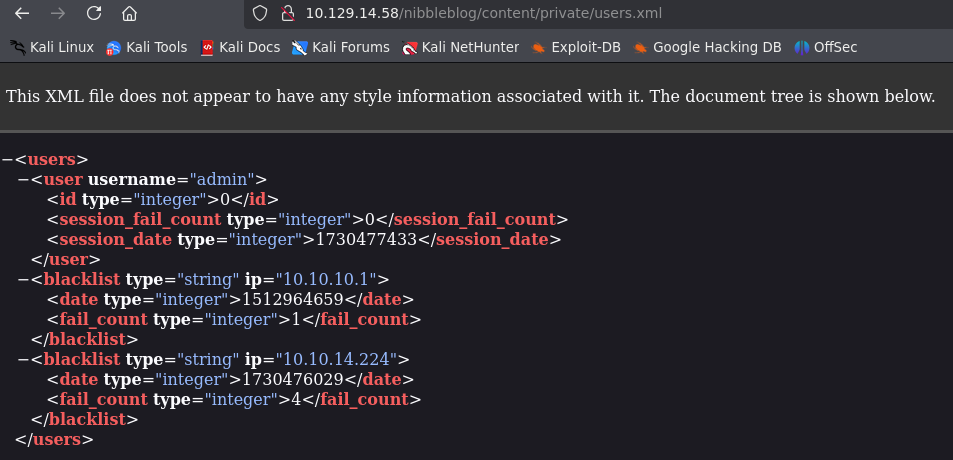 10.129.14.58/nibbleblog/content/private/users.xml
Kali Linux Kali Tools Kali Docs Kali Forums Kali NetHunter Exploit-DB Google Hacking DB OffSec
This XML file does not appear to have any style information associated with it. The document tree is shown below.
−<users>
−<user username="admin">
<id type="integer">0</id>
<session_fail_count type="integer">0</session_fail_count>
<session_date type="integer">1730477433</session_date>
</user>
−<blacklist type="string" ip="10.10.10.1">
<date type="integer">1512964659</date>
<fail_count type="integer">1</fail_count>
</blacklist>
−<blacklist type="string" ip="10.10.14.224">
<date type="integer">1730476029</date>
<fail_count type="integer">4</fail_count>
</blacklist>
</users>